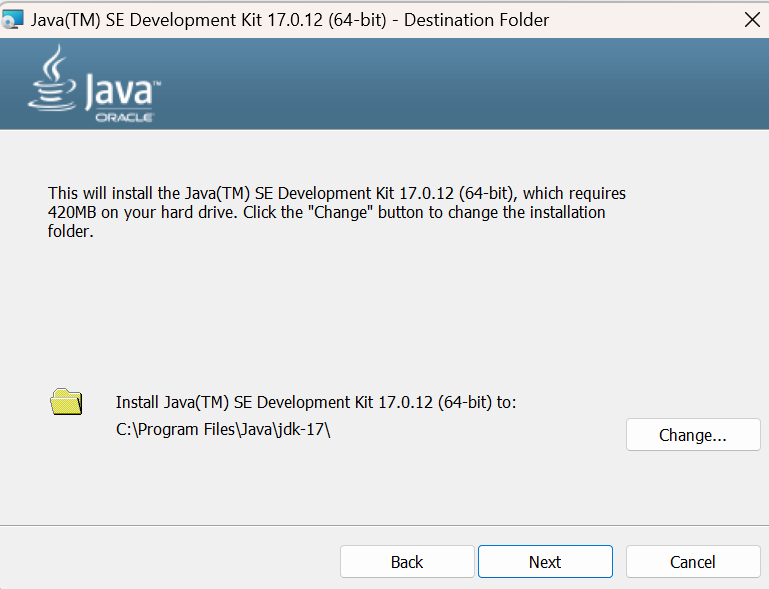 Java(TM) SE Development Kit 17.0.12 (64-bit) - Destination Folder
Java™
ORACLE
This will install the Java(TM) SE Development Kit 17.0.12 (64-bit), which requires
420MB on your hard drive. Click the "Change" button to change the installation
folder.
Install Java(TM) SE Development Kit 17.0.12 (64-bit) to:
C:\Program Files\Java\jdk-17\
Change...
Back
Next
Cancel